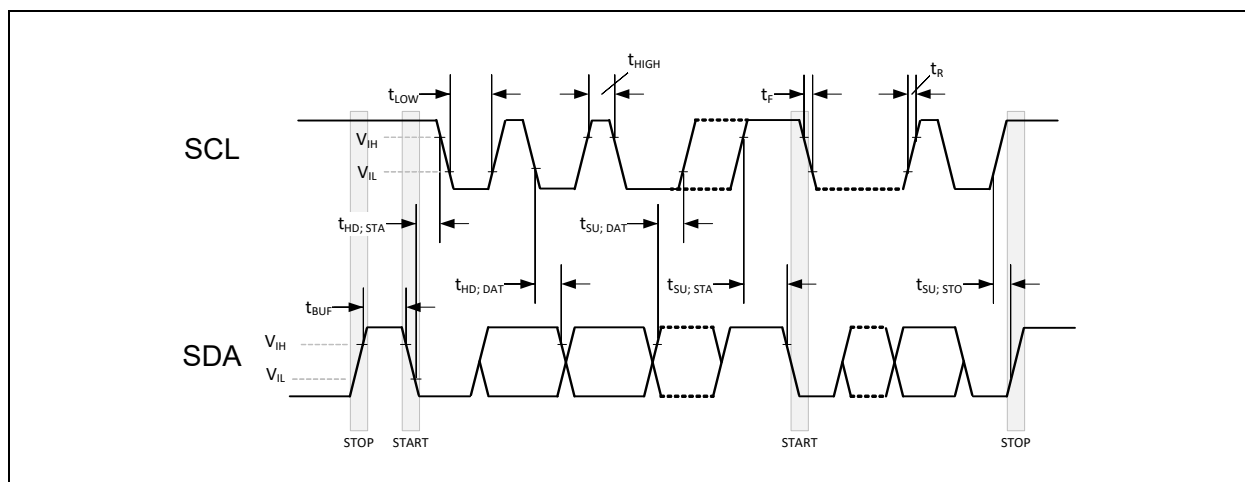 tHIGH
tLOW
tF
tR
SCL
VIH
VIL
tHD; STA
tSU; DAT
tHD; DAT
tSU; STA
tSU; STO
tBUF
SDA
VIH
VIL
STOP START START STOP